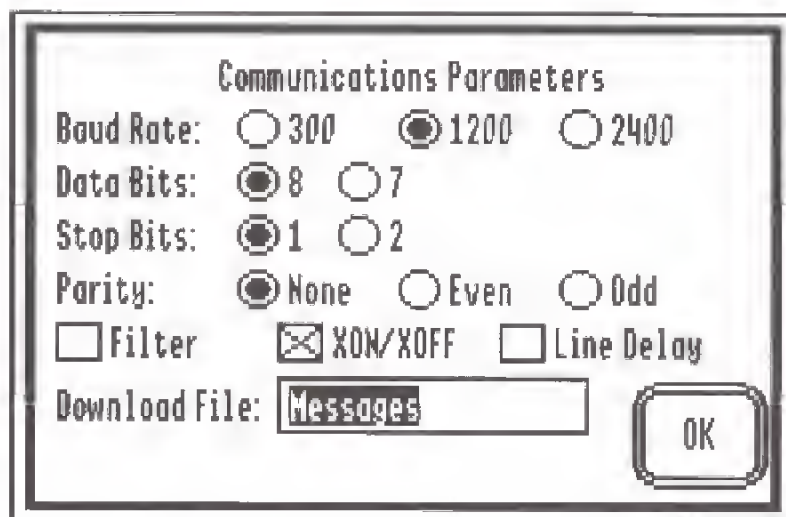 Communications Parameters
Baud Rate: 300 1200 2400
Data Bits: 8 7
Stop Bits: 1 2
Parity: None Even Odd
Filter XON/XOFF Line Delay
Download File: Messages
OK